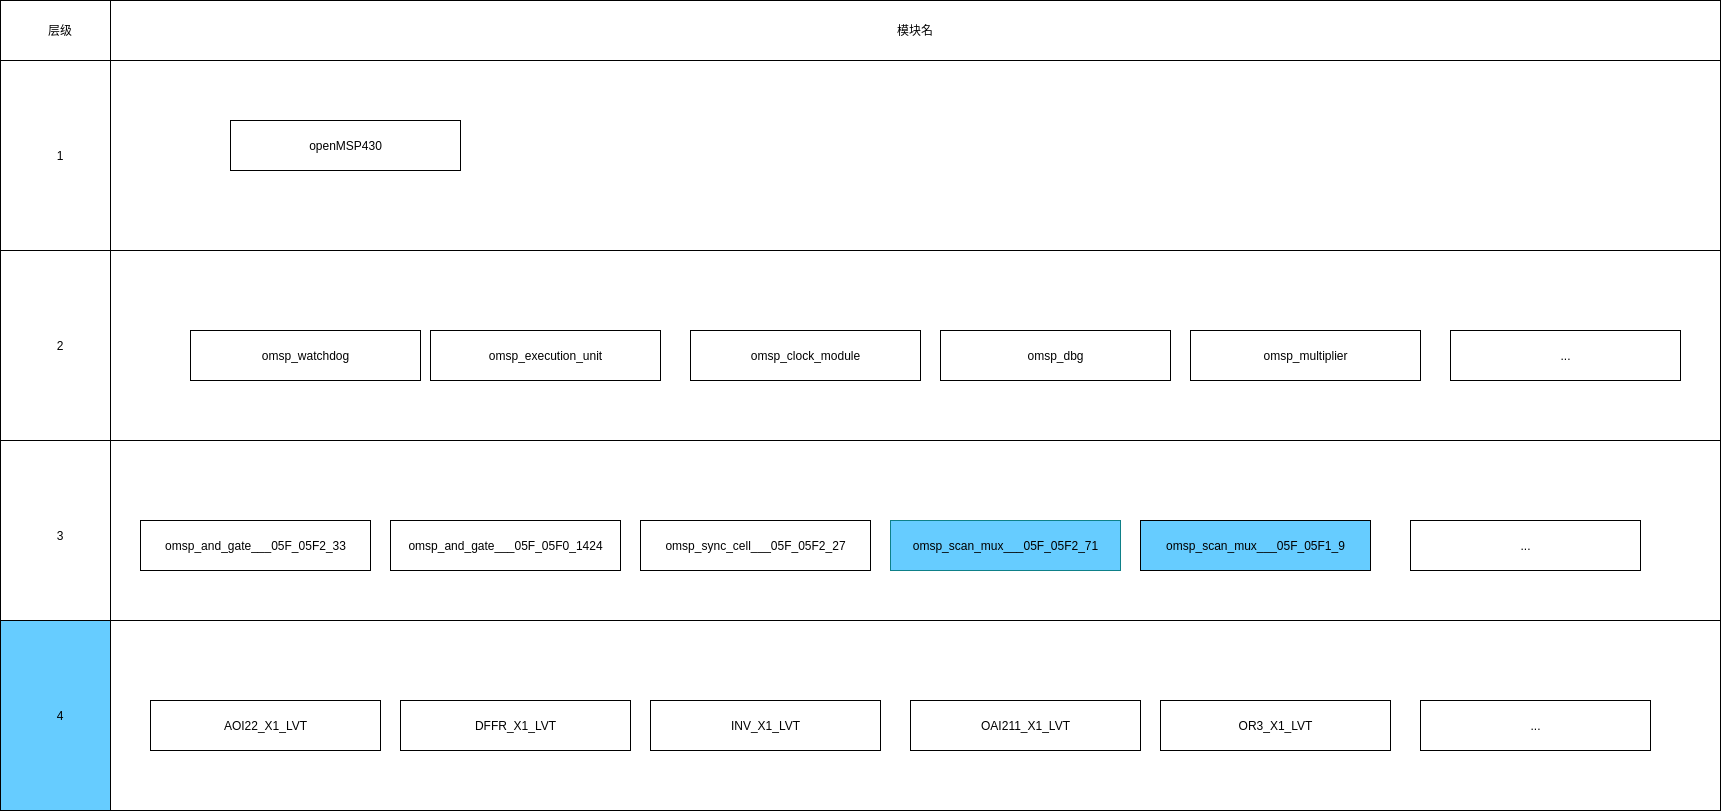 层级
模块名
1
openMSP430
2
omsp_watchdog
omsp_execution_unit
omsp_clock_module
omsp_dbg
omsp_multiplier
...
3
omsp_and_gate___05F_05F2_33
omsp_and_gate___05F_05F0_1424
omsp_sync_cell___05F_05F2_27
omsp_scan_mux___05F_05F2_71
omsp_scan_mux___05F_05F1_9
...
4
AOI22_X1_LVT
DFFR_X1_LVT
INV_X1_LVT
OAI211_X1_LVT
OR3_X1_LVT
...